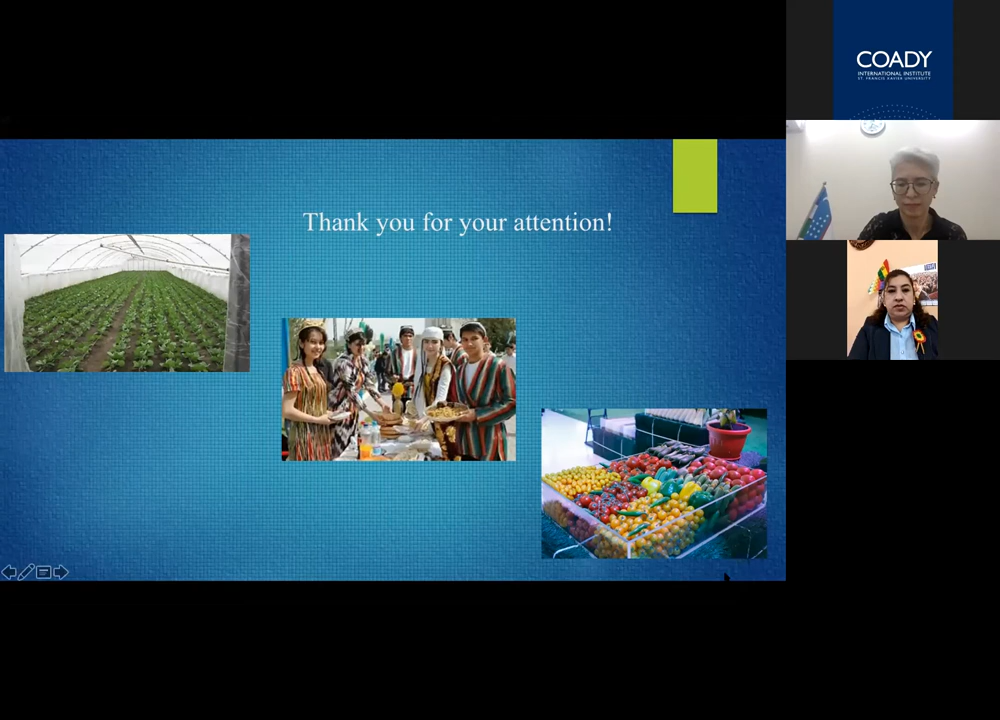 Thank you for your attention!
COADY
INTERNATIONAL INSTITUTE
ST. FRANCIS XAVIER UNIVERSITY